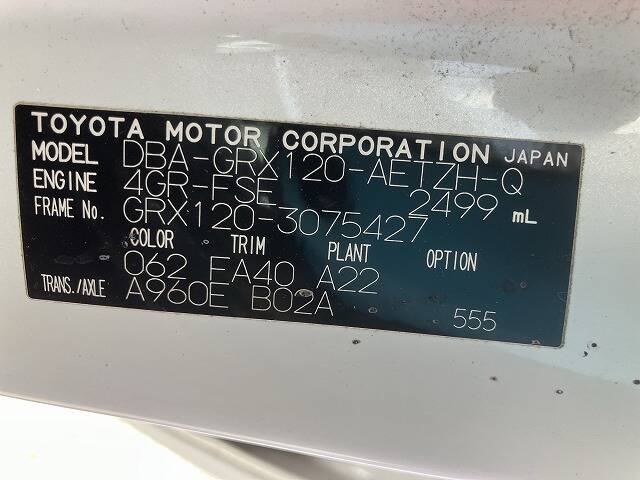 TOYOTA MOTOR CORPORATION JAPAN
MODEL DBA-GRX120-AETZH-Q
ENGINE 4GR-FSE 2499 mL
FRAME No. GRX120-3075427
COLOR TRIM PLANT OPTION
062 FA40 A22
TRANS./AXLE A960E B02A
555